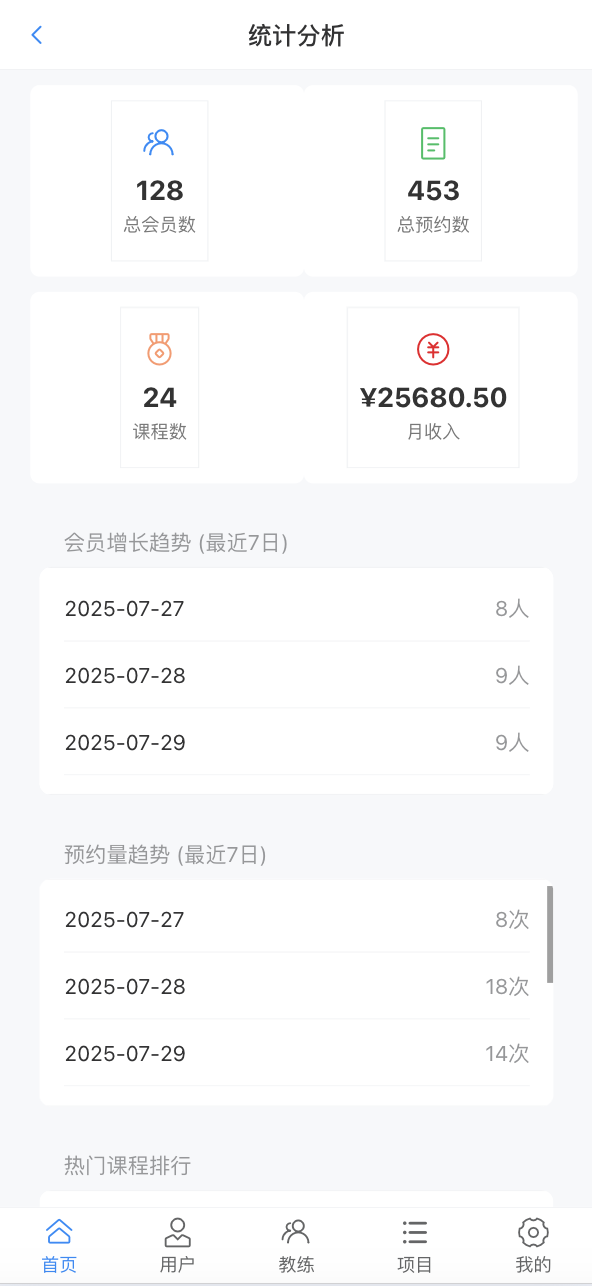 统计分析
128
总会员数
453
总预约数
24
课程数
¥25680.50
月收入
会员增长趋势 (最近7日)
2025-07-27 8人
2025-07-28 9人
2025-07-29 9人
预约量趋势 (最近7日)
2025-07-27 8次
2025-07-28 18次
2025-07-29 14次
热门课程排行
首页 用户 教练 项目 我的